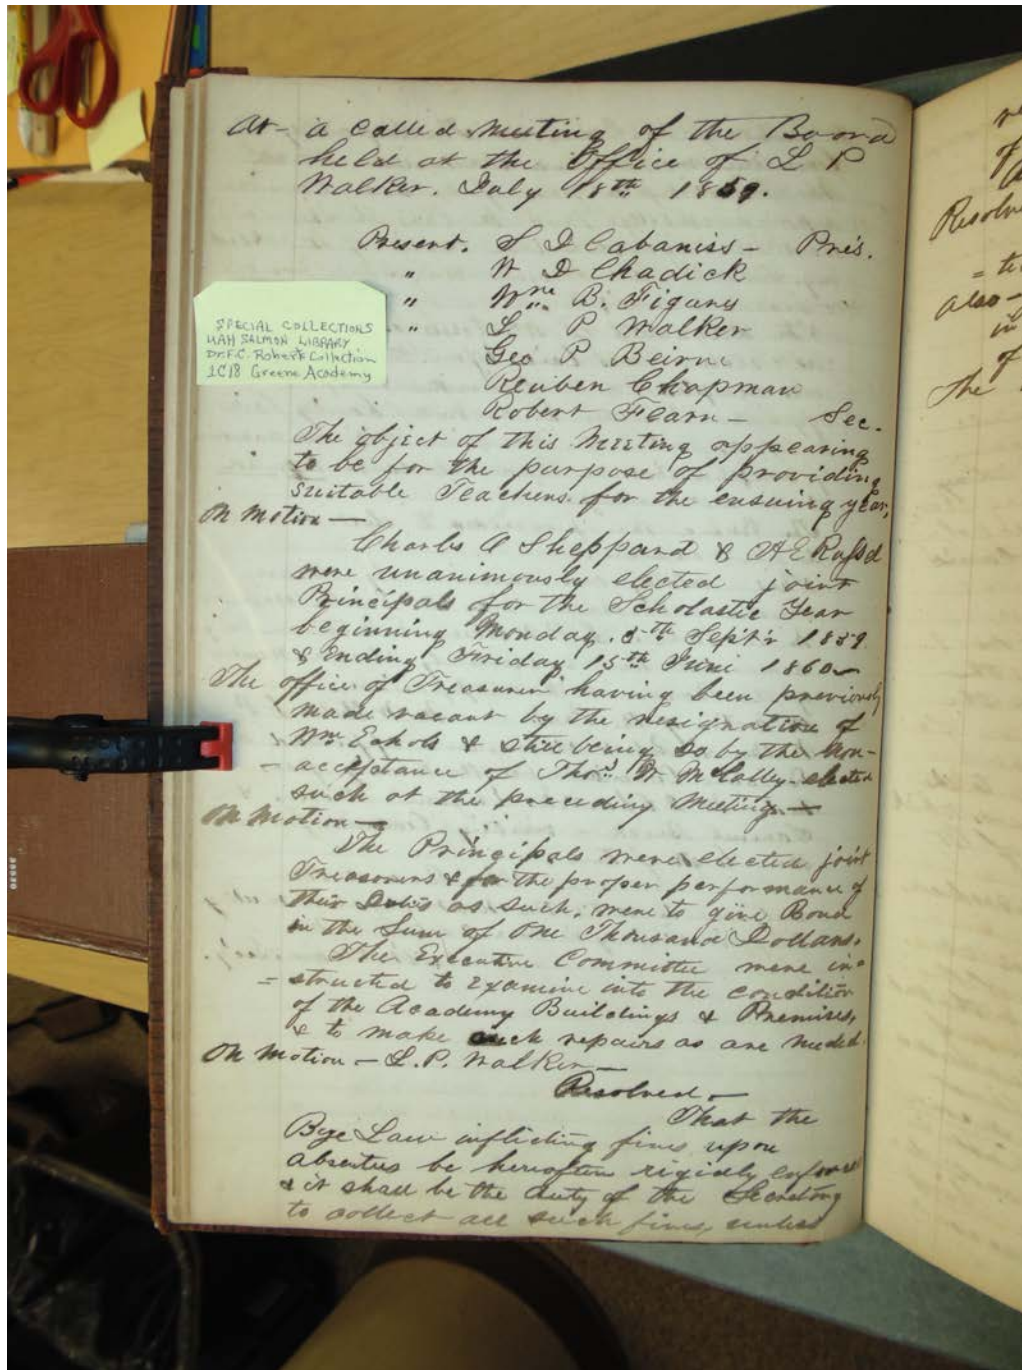 At a called Meeting of the Board
held at the Office of L P
Walker. July 18th 1859.
Present. S D Cabaniss - Pres.
" W D Chadick
" Wm B. Figures
" L P Walker
Geo P Beirne
Reuben Chapman
Robert Fearn - Sec.
SPECIAL COLLECTIONS
UAH SALMON LIBRARY
Dr. F.C. Roberts Collection
1C18 Greene Academy
The object of this Meeting appearing
to be for the purpose of providing
suitable Teachers for the ensuing year,
On Motion —
Charles A Sheppard & A E
were unanimously elected joint
Principals for the Scholastic Year
beginning Monday. 5th Sept'r 1859
& Ending Friday 15th June 1860 -
The office of Treasurer having been previously
made vacant by the resignation of
Wm Echols & still being so by the Non-
- acceptance of Thos W McCalley - elected
such at the preceding Meeting —
On Motion —
The Principals were elected joint
Treasurers & for the proper performance of
their Duties as such, were to give Bond
in the Sum of One Thousand Dollars.
The Executive Committee were in=
=structed to Examine into the condition
of the Academy Buildings & Premises,
& to make such repairs as are needed.
On Motion - L. P. Walker —
Resolved, -
That the
Bye Law inflicting fines upon
absentees be hereafter rigidly enforced
& it shall be the duty of the Secretary
to collect all such fines, unless
Resolve
= t
also -
in
of
The
35530